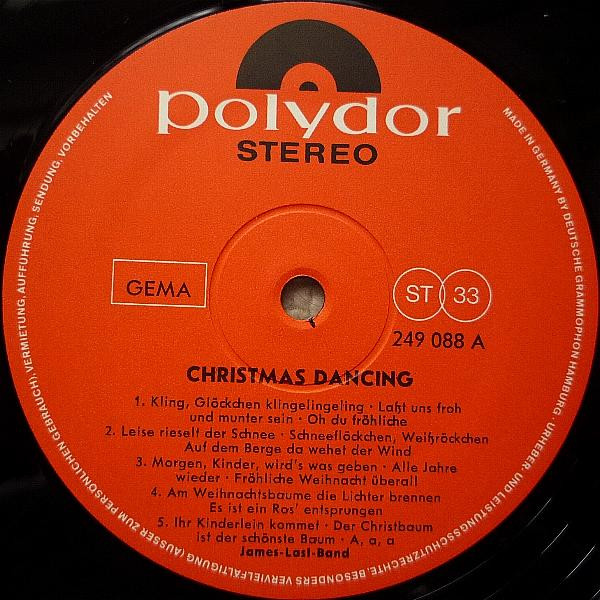 polydor
STEREO
GEMA
ST 33
249 088 A
CHRISTMAS DANCING
1. Kling, Glöckchen klingelingeling · Laßt uns froh
und munter sein · Oh du fröhliche
2. Leise rieselt der Schnee · Schneeflöckchen, Weißröckchen
Auf dem Berge da wehet der Wind
3. Morgen, Kinder, wird's was geben · Alle Jahre
wieder · Fröhliche Weihnacht überall
4. Am Weihnachtsbaume die Lichter brennen
Es ist ein Ros' entsprungen
5. Ihr Kinderlein kommet · Der Christbaum
ist der schönste Baum · A, a, a
James-Last-Band
MADE IN GERMANY BY DEUTSCHE GRAMMOPHON HAMBURG · URHEBER- UND LEISTUNGSSCHUTZRECHTE, BESONDERS VERVIELFÄLTIGUNG (AUSSER ZUM PERSÖNLICHEN GEBRAUCH), VERMIETUNG, AUFFÜHRUNG, SENDUNG, VORBEHALTEN